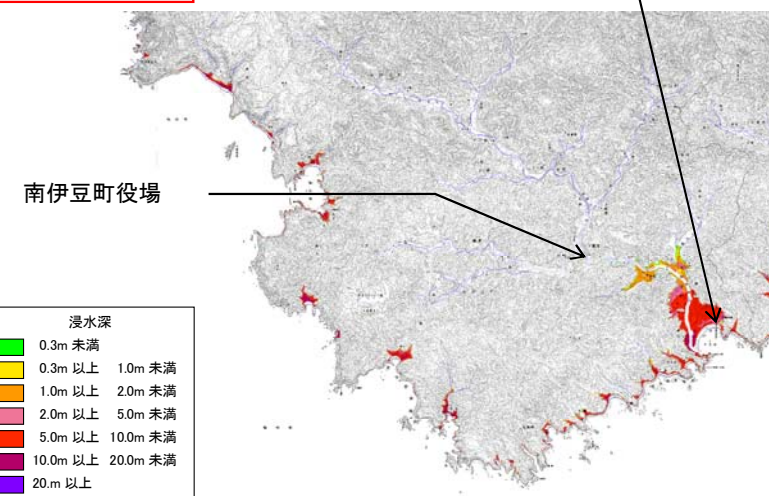 南伊豆町役場
浸水深
0.3m 未満
0.3m 以上 1.0m 未満
1.0m 以上 2.0m 未満
2.0m 以上 5.0m 未満
5.0m 以上 10.0m 未満
10.0m 以上 20.0m 未満
20.m 以上